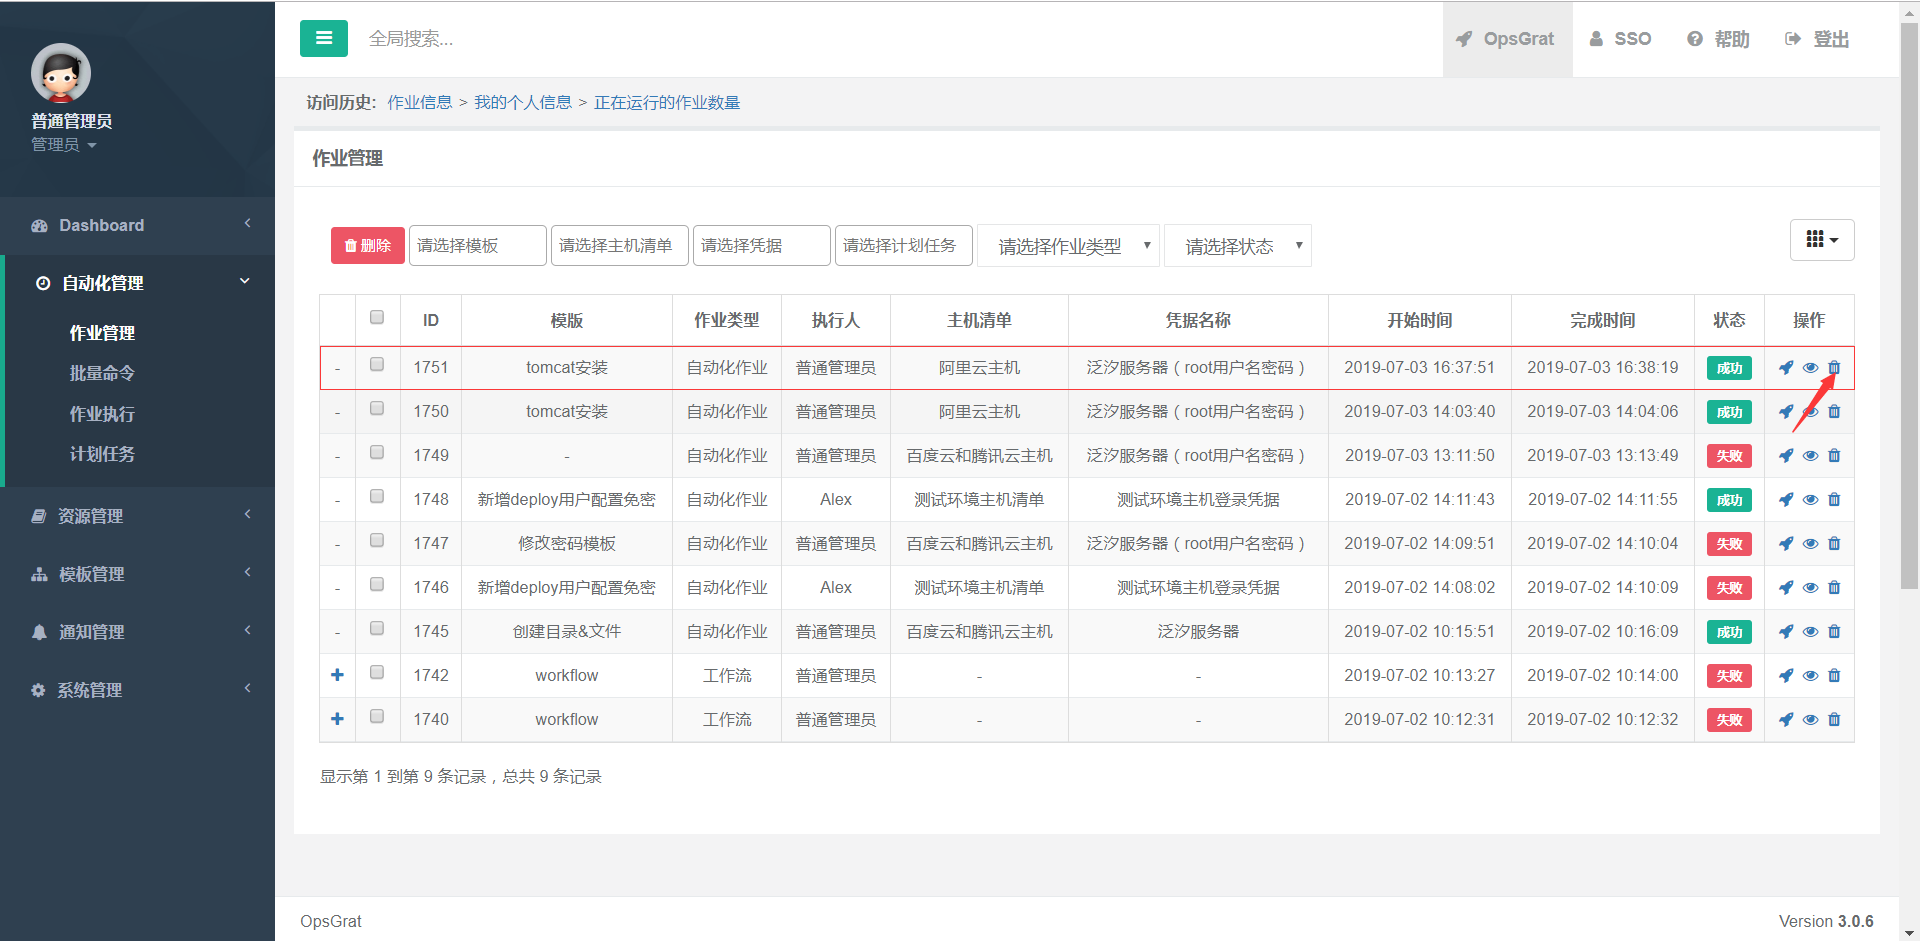 普通管理员
管理员
Dashboard
自动化管理
作业管理
批量命令
作业执行
计划任务
资源管理
模板管理
通知管理
系统管理
全局搜索...
OpsGrat SSO 帮助 登出
访问历史: 作业信息 > 我的个人信息 > 正在运行的作业数量
作业管理
删除 请选择模板 请选择主机清单 请选择凭据 请选择计划任务 请选择作业类型 请选择状态
ID 模版 作业类型 执行人 主机清单 凭据名称 开始时间 完成时间 状态 操作
- 1751 tomcat安装 自动化作业 普通管理员 阿里云主机 泛汐服务器（root用户名密码） 2019-07-03 16:37:51 2019-07-03 16:38:19 成功
- 1750 tomcat安装 自动化作业 普通管理员 阿里云主机 泛汐服务器（root用户名密码） 2019-07-03 14:03:40 2019-07-03 14:04:06 成功
- 1749 - 自动化作业 普通管理员 百度云和腾讯云主机 泛汐服务器（root用户名密码） 2019-07-03 13:11:50 2019-07-03 13:13:49 失败
- 1748 新增deploy用户配置免密 自动化作业 Alex 测试环境主机清单 测试环境主机登录凭据 2019-07-02 14:11:43 2019-07-02 14:11:55 成功
- 1747 修改密码模板 自动化作业 普通管理员 百度云和腾讯云主机 泛汐服务器（root用户名密码） 2019-07-02 14:09:51 2019-07-02 14:10:04 失败
- 1746 新增deploy用户配置免密 自动化作业 Alex 测试环境主机清单 测试环境主机登录凭据 2019-07-02 14:08:02 2019-07-02 14:10:09 失败
- 1745 创建目录&文件 自动化作业 普通管理员 百度云和腾讯云主机 泛汐服务器 2019-07-02 10:15:51 2019-07-02 10:16:09 成功
+ 1742 workflow 工作流 普通管理员 - - 2019-07-02 10:13:27 2019-07-02 10:14:00 失败
+ 1740 workflow 工作流 普通管理员 - - 2019-07-02 10:12:31 2019-07-02 10:12:32 失败
显示第 1 到第 9 条记录，总共 9 条记录
OpsGrat Version 3.0.6